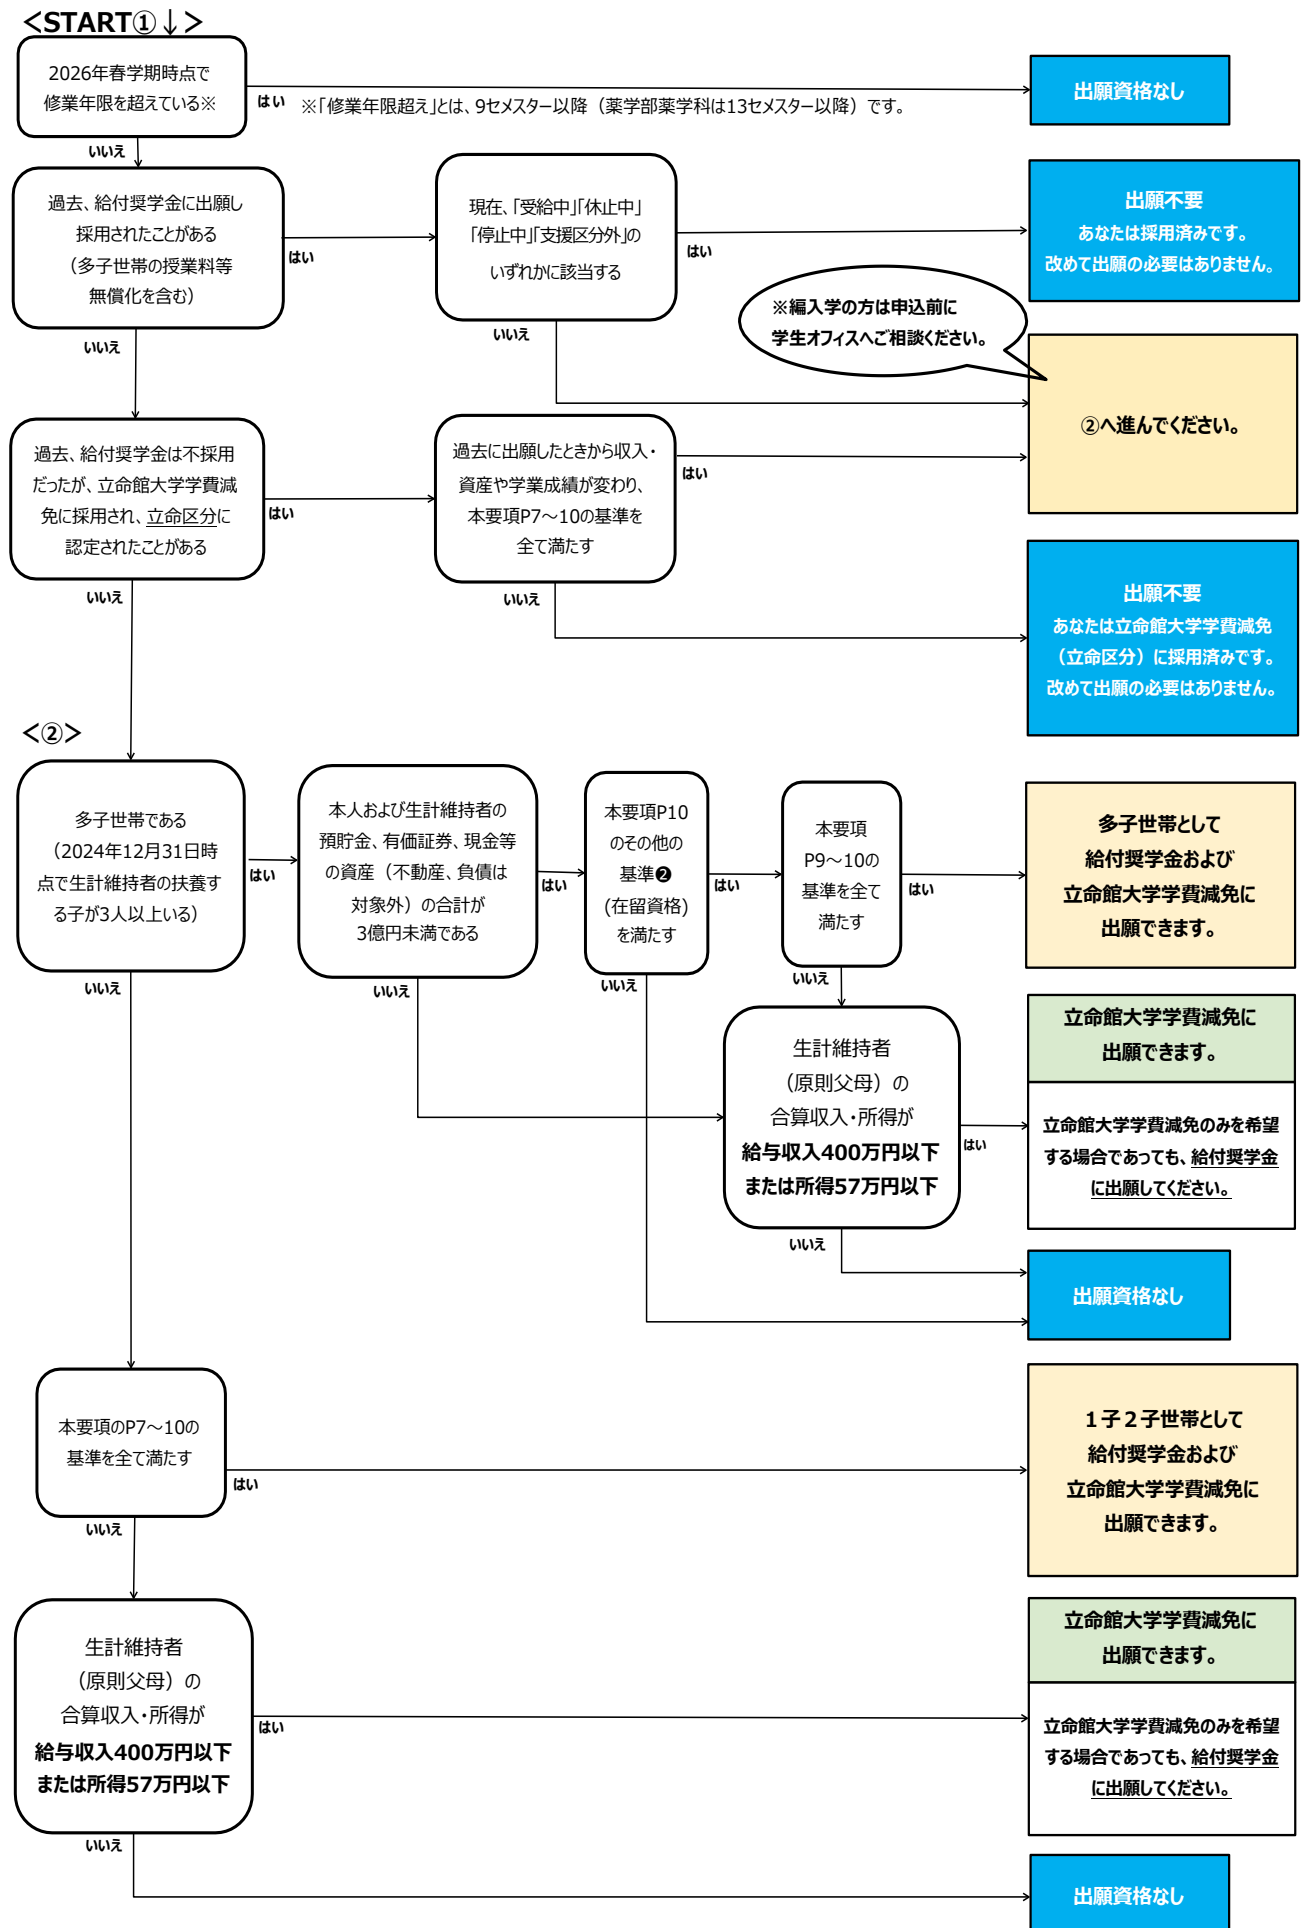 ＜START①↓＞
2026年春学期時点で
修業年限を超えている※
はい
※「修業年限超え」とは、9セメスター以降（薬学部薬学科は13セメスター以降）です。
出願資格なし
いいえ
過去、給付奨学金に出願し
採用されたことがある
（多子世帯の授業料等
無償化を含む）
はい
現在、「受給中」「休止中」
「停止中」「支援区分外」の
いずれかに該当する
はい
出願不要
あなたは採用済みです。
改めて出願の必要はありません。
いいえ
いいえ
※編入学の方は申込前に
学生オフィスへご相談ください。
②へ進んでください。
過去、給付奨学金は不採用
だったが、立命館大学学費減
免に採用され、立命区分に
認定されたことがある
はい
過去に出願したときから収入・
資産や学業成績が変わり、
本要項P7～10の基準を
全て満たす
はい
いいえ
いいえ
出願不要
あなたは立命館大学学費減免
（立命区分）に採用済みです。
改めて出願の必要はありません。
＜②＞
多子世帯である
（2024年12月31日時
点で生計維持者の扶養す
る子が3人以上いる）
はい
本人および生計維持者の
預貯金、有価証券、現金等
の資産（不動産、負債は
対象外）の合計が
3億円未満である
はい
本要項P10
のその他の
基準❷
(在留資格)
を満たす
はい
本要項
P9～10の
基準を全て
満たす
はい
多子世帯として
給付奨学金および
立命館大学学費減免に
出願できます。
いいえ
いいえ
いいえ
いいえ
生計維持者
（原則父母）の
合算収入・所得が
給与収入400万円以下
または所得57万円以下
はい
立命館大学学費減免に
出願できます。
立命館大学学費減免のみを希望
する場合であっても、給付奨学金
に出願してください。
いいえ
出願資格なし
本要項のP7～10の
基準を全て満たす
はい
1子２子世帯として
給付奨学金および
立命館大学学費減免に
出願できます。
いいえ
生計維持者
（原則父母）の
合算収入・所得が
給与収入400万円以下
または所得57万円以下
はい
立命館大学学費減免に
出願できます。
立命館大学学費減免のみを希望
する場合であっても、給付奨学金
に出願してください。
いいえ
出願資格なし